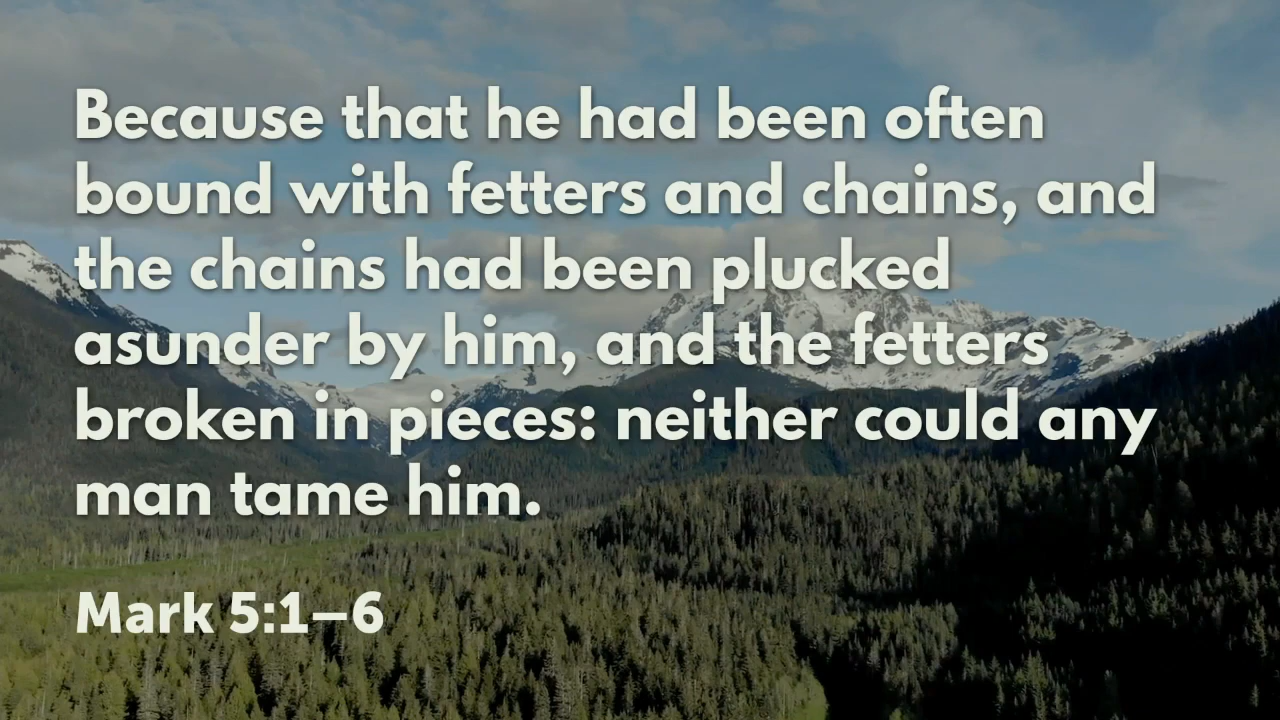 Because that he had been often
bound with fetters and chains, and
the chains had been plucked
asunder by him, and the fetters
broken in pieces: neither could any
man tame him.
Mark 5:1–6